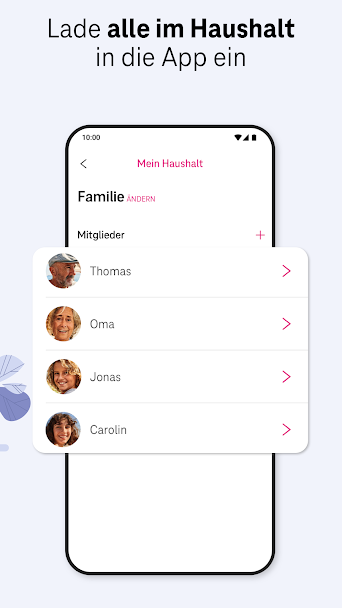 Lade alle im Haushalt
in die App ein
10:00
Mein Haushalt
Familie ÄNDERN
Mitglieder +
Thomas
Oma
Jonas
Carolin